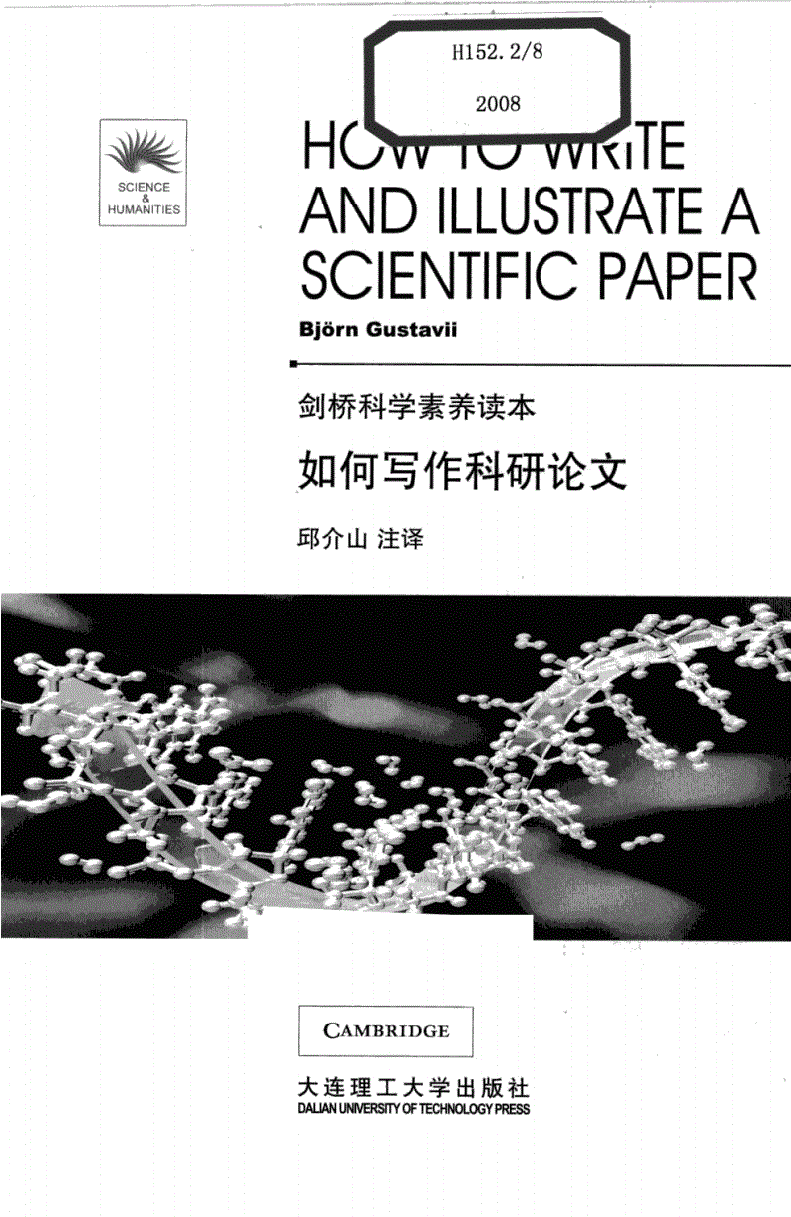 H152.2/8
2008
SCIENCE
&
HUMANITIES
HOW TO WRITE
AND ILLUSTRATE A
SCIENTIFIC PAPER
Björn Gustavii
剑桥科学素养读本
如何写作科研论文
邱介山 注译
CAMBRIDGE
大连理工大学出版社
DALIAN UNIVERSITY OF TECHNOLOGY PRESS